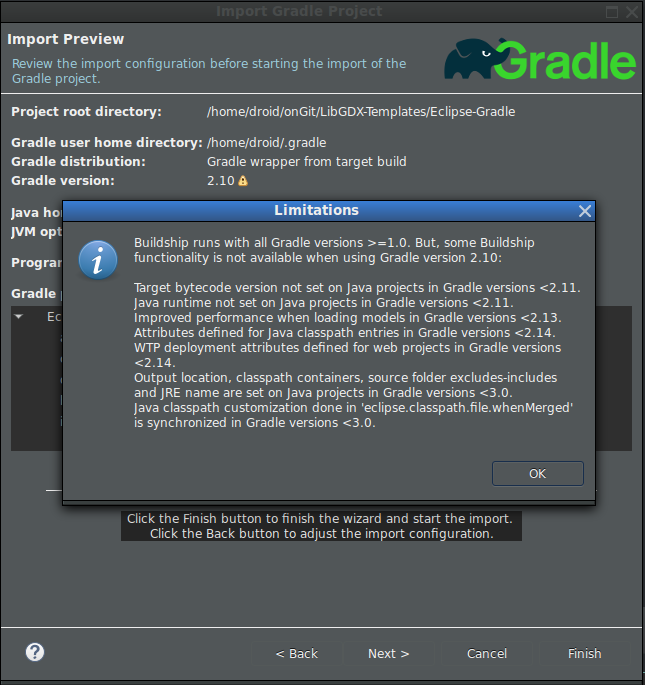 Import Gradle Project
Import Preview
Review the import configuration before starting the import of the
Gradle project.
Gradle
Project root directory: /home/droid/onGit/LibGDX-Templates/Eclipse-Gradle
Gradle user home directory: /home/droid/.gradle
Gradle distribution: Gradle wrapper from target build
Gradle version: 2.10
Limitations
Java
JVM
Buildship runs with all Gradle versions >=1.0. But, some Buildship
functionality is not available when using Gradle version 2.10:
Target bytecode version not set on Java projects in Gradle versions <2.11.
Java runtime not set on Java projects in Gradle versions <2.11.
Improved performance when loading models in Gradle versions <2.13.
Attributes defined for Java classpath entries in Gradle versions <2.14.
WTP deployment attributes defined for web projects in Gradle versions
<2.14.
Output location, classpath containers, source folder excludes-includes
and JRE name are set on Java projects in Gradle versions <3.0.
Java classpath customization done in 'eclipse.classpath.file.whenMerged'
is synchronized in Gradle versions <3.0.
Gradle
OK
Click the Finish button to finish the wizard and start the import.
Click the Back button to adjust the import configuration.
? < Back Next > Cancel Finish